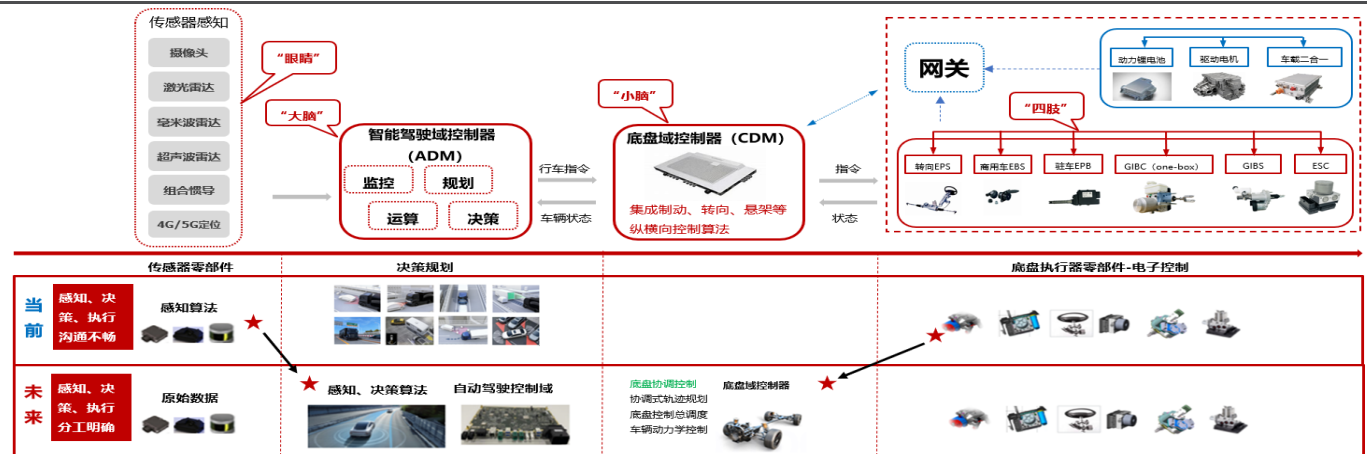 传感器感知
摄像头
激光雷达
毫米波雷达
超声波雷达
组合惯导
4G/5G定位
“眼睛”
“大脑”
智能驾驶域控制器
(ADM)
监控
规划
运算
决策
行车指令
车辆状态
“小脑”
底盘域控制器（CDM）
集成制动、转向、悬架等
纵横向控制算法
指令
状态
网关
动力锂电池
驱动电机
车载二合一
“四肢”
转向EPS
商用车EBS
驻车EPB
GIBC（one-box）
GIBS
ESC
传感器零部件
决策规划
底盘执行器零部件-电子控制
当前
感知、决
策、执行
沟通不畅
感知算法
未来
感知、决
策、执行
分工明确
原始数据
感知、决策算法
自动驾驶控制域
底盘协调控制
协调式轨迹规划
底盘控制总调度
车辆动力学控制
底盘域控制器